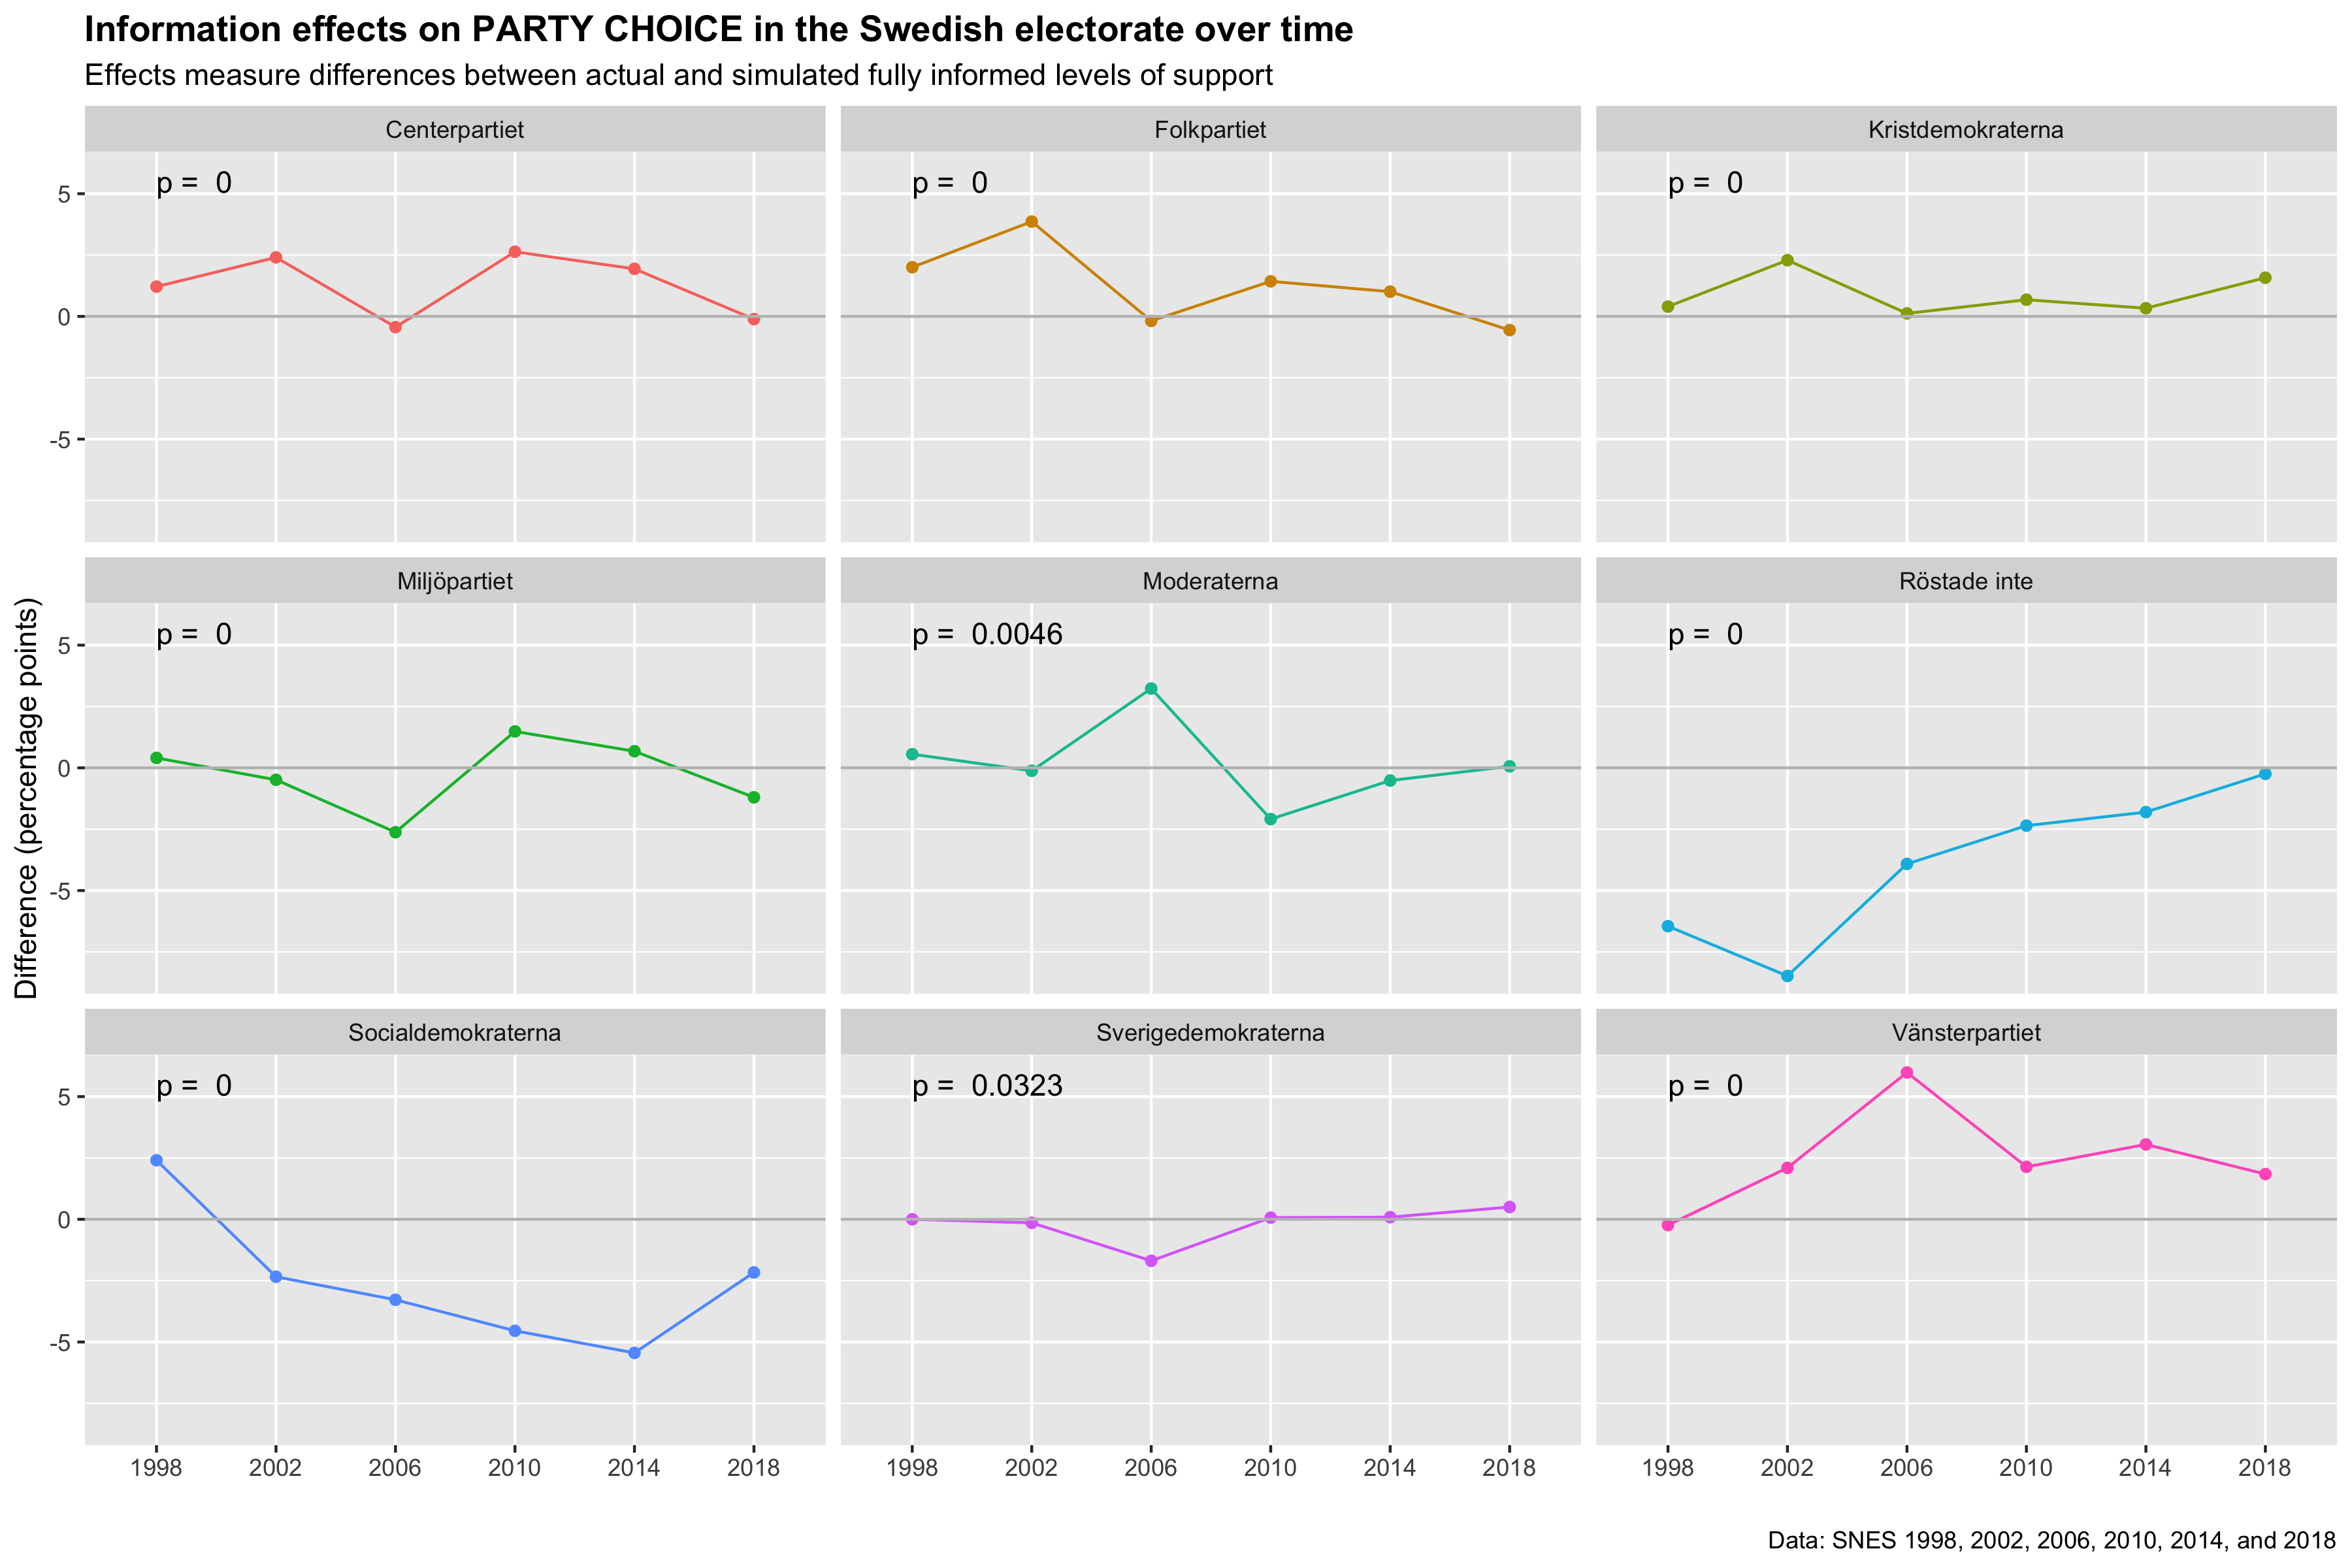 Information effects on PARTY CHOICE in the Swedish electorate over time
Effects measure differences between actual and simulated fully informed levels of support
Centerpartiet
Folkpartiet
Kristdemokraterna
p =  0
p =  0
p =  0
5
0
-5
Miljöpartiet
Moderaterna
Röstade inte
p =  0
p =  0.0046
p =  0
5
0
-5
Difference (percentage points)
Socialdemokraterna
Sverigedemokraterna
Vänsterpartiet
p =  0
p =  0.0323
p =  0
5
0
-5
1998 2002 2006 2010 2014 2018
1998 2002 2006 2010 2014 2018
1998 2002 2006 2010 2014 2018
Data: SNES 1998, 2002, 2006, 2010, 2014, and 2018